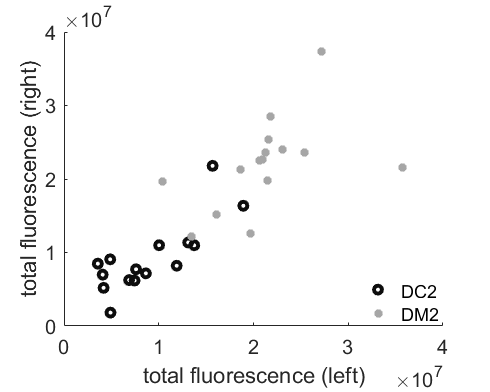 ×10⁷
4
3
2
1
0
total fluorescence (right)
DC2
DM2
0 1 2 3 4
total fluorescence (left) ×10⁷